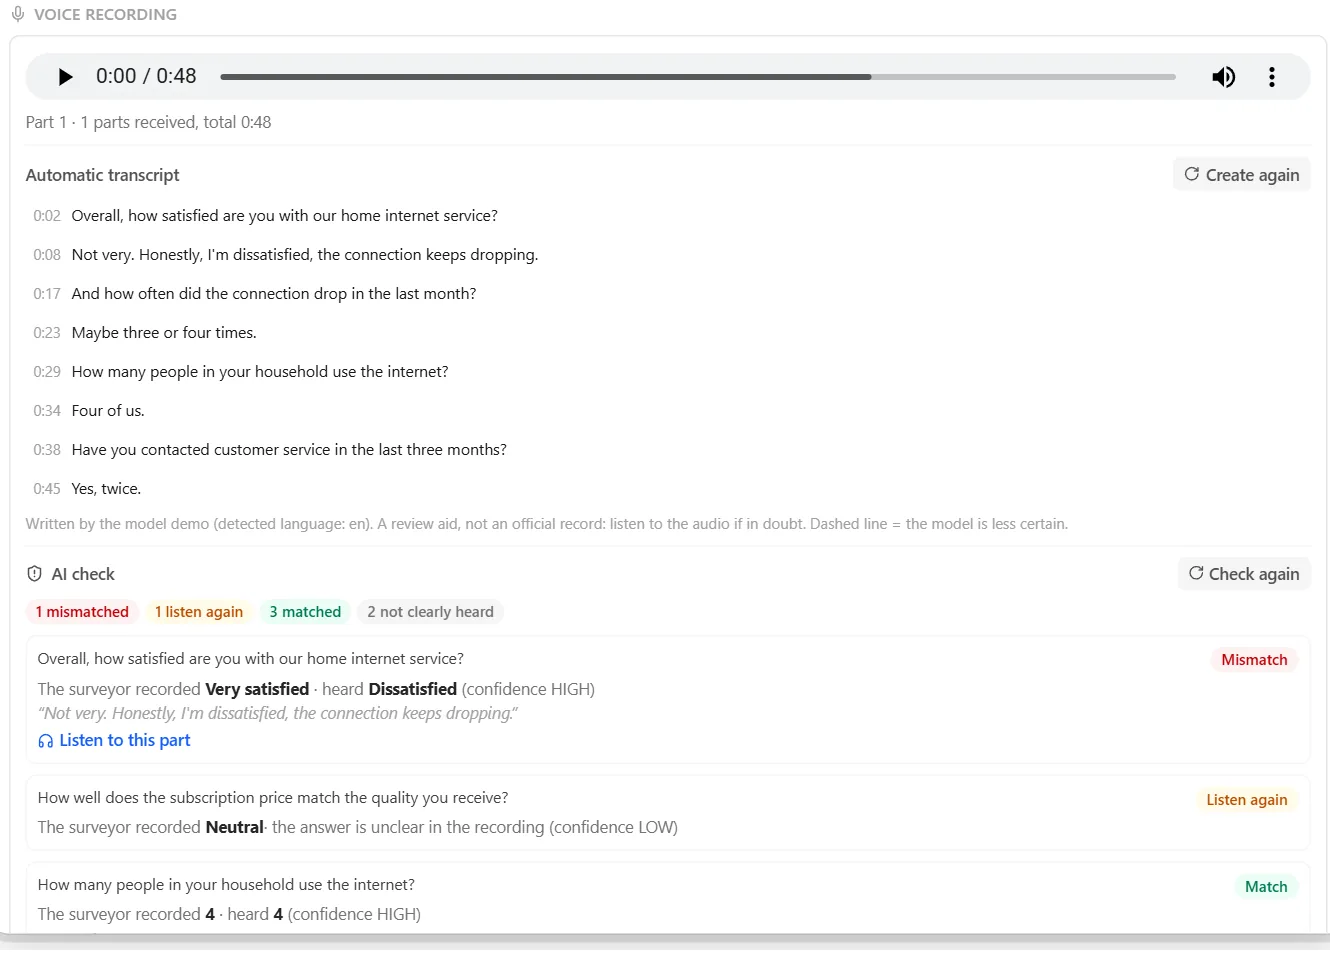 VOICE RECORDING
0:00 / 0:48
Part 1 · 1 parts received, total 0:48
Automatic transcript
Create again
0:02 Overall, how satisfied are you with our home internet service?
0:08 Not very. Honestly, I'm dissatisfied, the connection keeps dropping.
0:17 And how often did the connection drop in the last month?
0:23 Maybe three or four times.
0:29 How many people in your household use the internet?
0:34 Four of us.
0:38 Have you contacted customer service in the last three months?
0:45 Yes, twice.
Written by the model demo (detected language: en). A review aid, not an official record: listen to the audio if in doubt. Dashed line = the model is less certain.
AI check
Check again
1 mismatched 1 listen again 3 matched 2 not clearly heard
Overall, how satisfied are you with our home internet service?
Mismatch
The surveyor recorded Very satisfied · heard Dissatisfied (confidence HIGH)
“Not very. Honestly, I'm dissatisfied, the connection keeps dropping.”
Listen to this part
How well does the subscription price match the quality you receive?
Listen again
The surveyor recorded Neutral· the answer is unclear in the recording (confidence LOW)
How many people in your household use the internet?
Match
The surveyor recorded 4 · heard 4 (confidence HIGH)